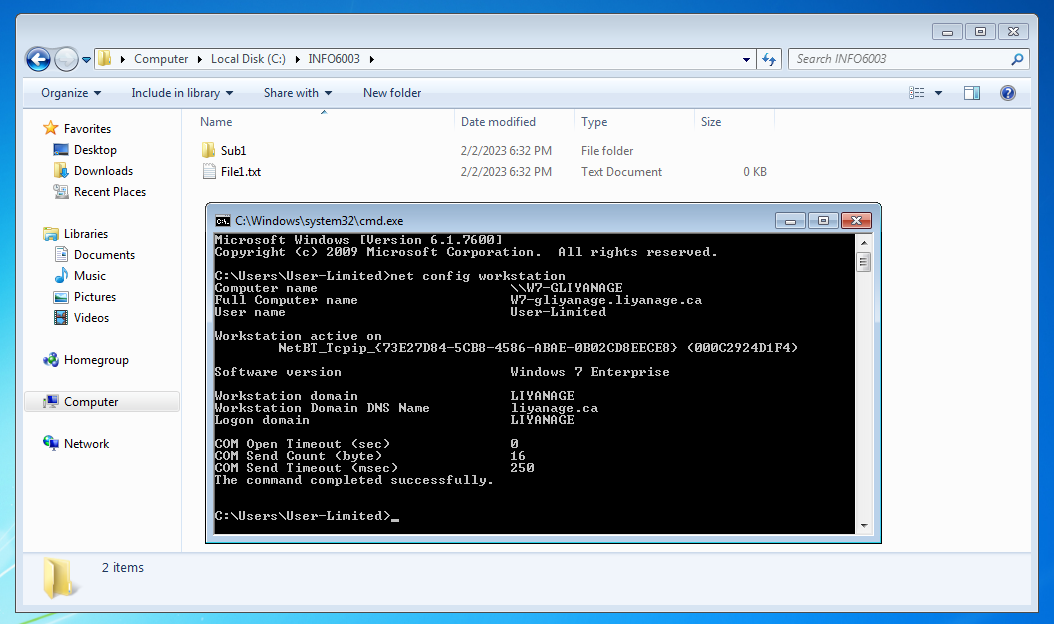 Computer Local Disk (C:) INFO6003 Search INFO6003
Organize Include in library Share with New folder
Favorites
Desktop
Downloads
Recent Places
Libraries
Documents
Music
Pictures
Videos
Homegroup
Computer
Network
Name Date modified Type Size
Sub1 2/2/2023 6:32 PM File folder
File1.txt 2/2/2023 6:32 PM Text Document 0 KB
C:\Windows\system32\cmd.exe
Microsoft Windows [Version 6.1.7600]
Copyright (c) 2009 Microsoft Corporation.  All rights reserved.
C:\Users\User-Limited>net config workstation
Computer name \\W7-GLIYANAGE
Full Computer name W7-gliyanage.liyanage.ca
User name User-Limited
Workstation active on
NetBT_Tcpip_{73E27D84-5CB8-4586-ABAE-0B02CD8EECE8} (000C2924D1F4)
Software version Windows 7 Enterprise
Workstation domain LIYANAGE
Workstation Domain DNS Name liyanage.ca
Logon domain LIYANAGE
COM Open Timeout (sec) 0
COM Send Count (byte) 16
COM Send Timeout (msec) 250
The command completed successfully.
C:\Users\User-Limited>_
2 items